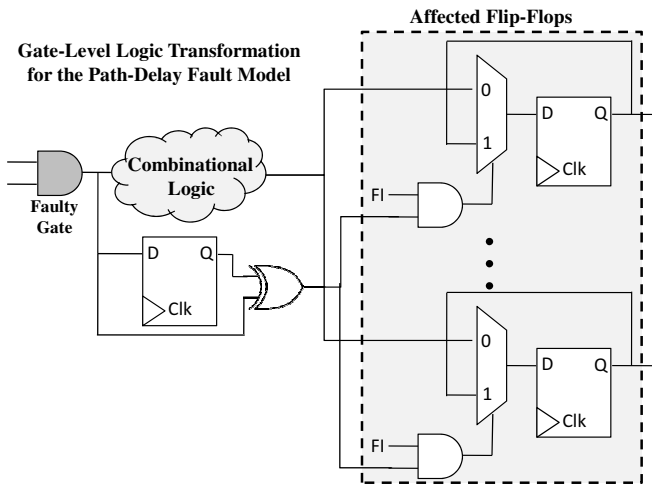 Affected Flip-Flops
Gate-Level Logic Transformation
for the Path-Delay Fault Model
0
D Q
1
Clk
Combinational
Logic
FI
Faulty
Gate
D Q
Clk
0
D Q
1
Clk
FI